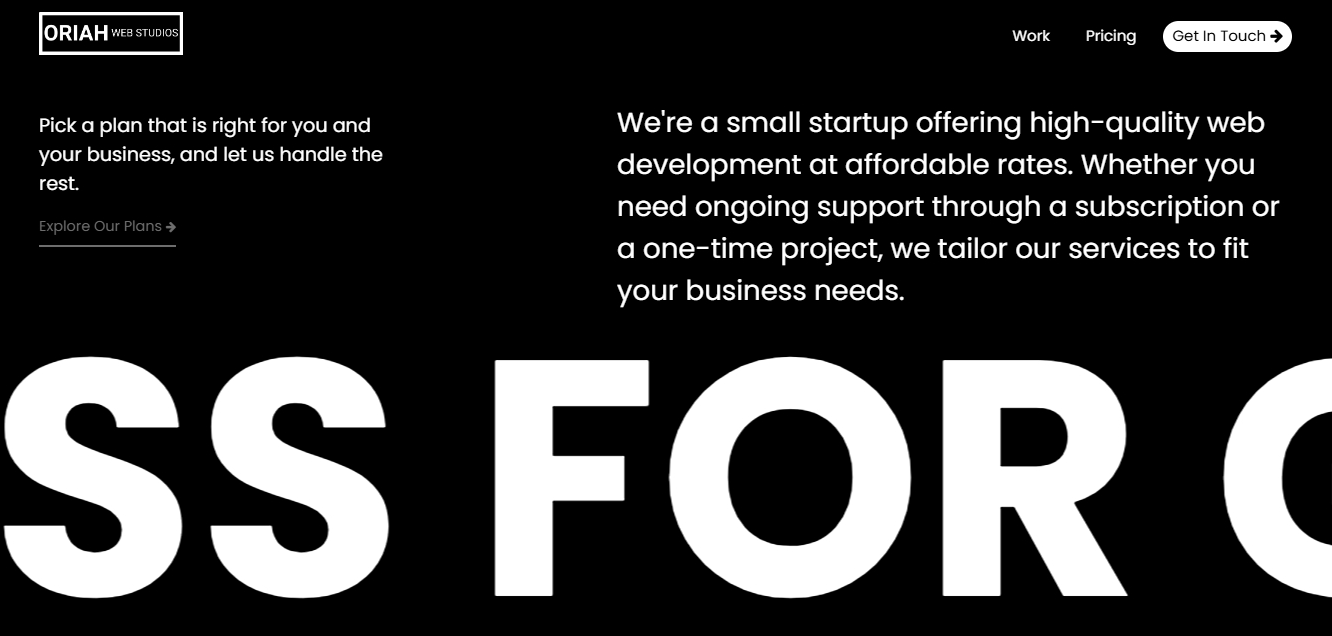 ORIAH WEB STUDIOS
Work
Pricing
Get In Touch
Pick a plan that is right for you and
your business, and let us handle the
rest.
Explore Our Plans
We're a small startup offering high-quality web
development at affordable rates. Whether you
need ongoing support through a subscription or
a one-time project, we tailor our services to fit
your business needs.
SS FOR